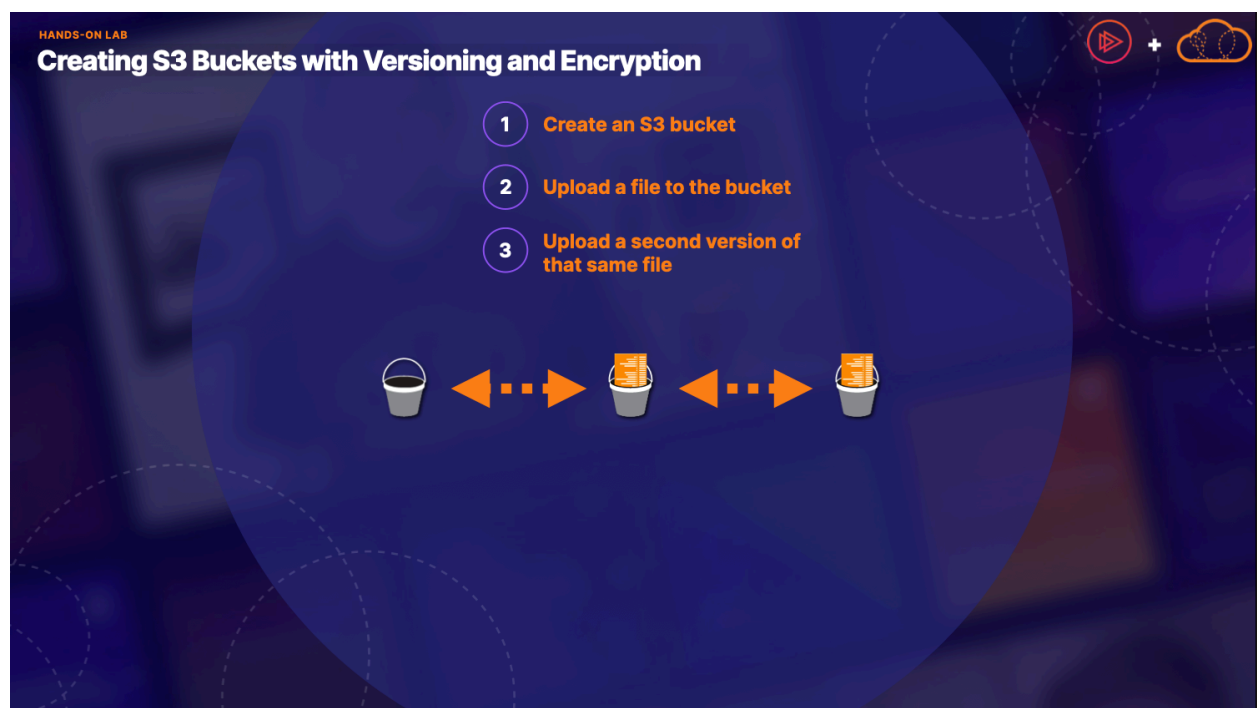 HANDS-ON LAB
Creating S3 Buckets with Versioning and Encryption
1 Create an S3 bucket
2 Upload a file to the bucket
3 Upload a second version of
that same file
+